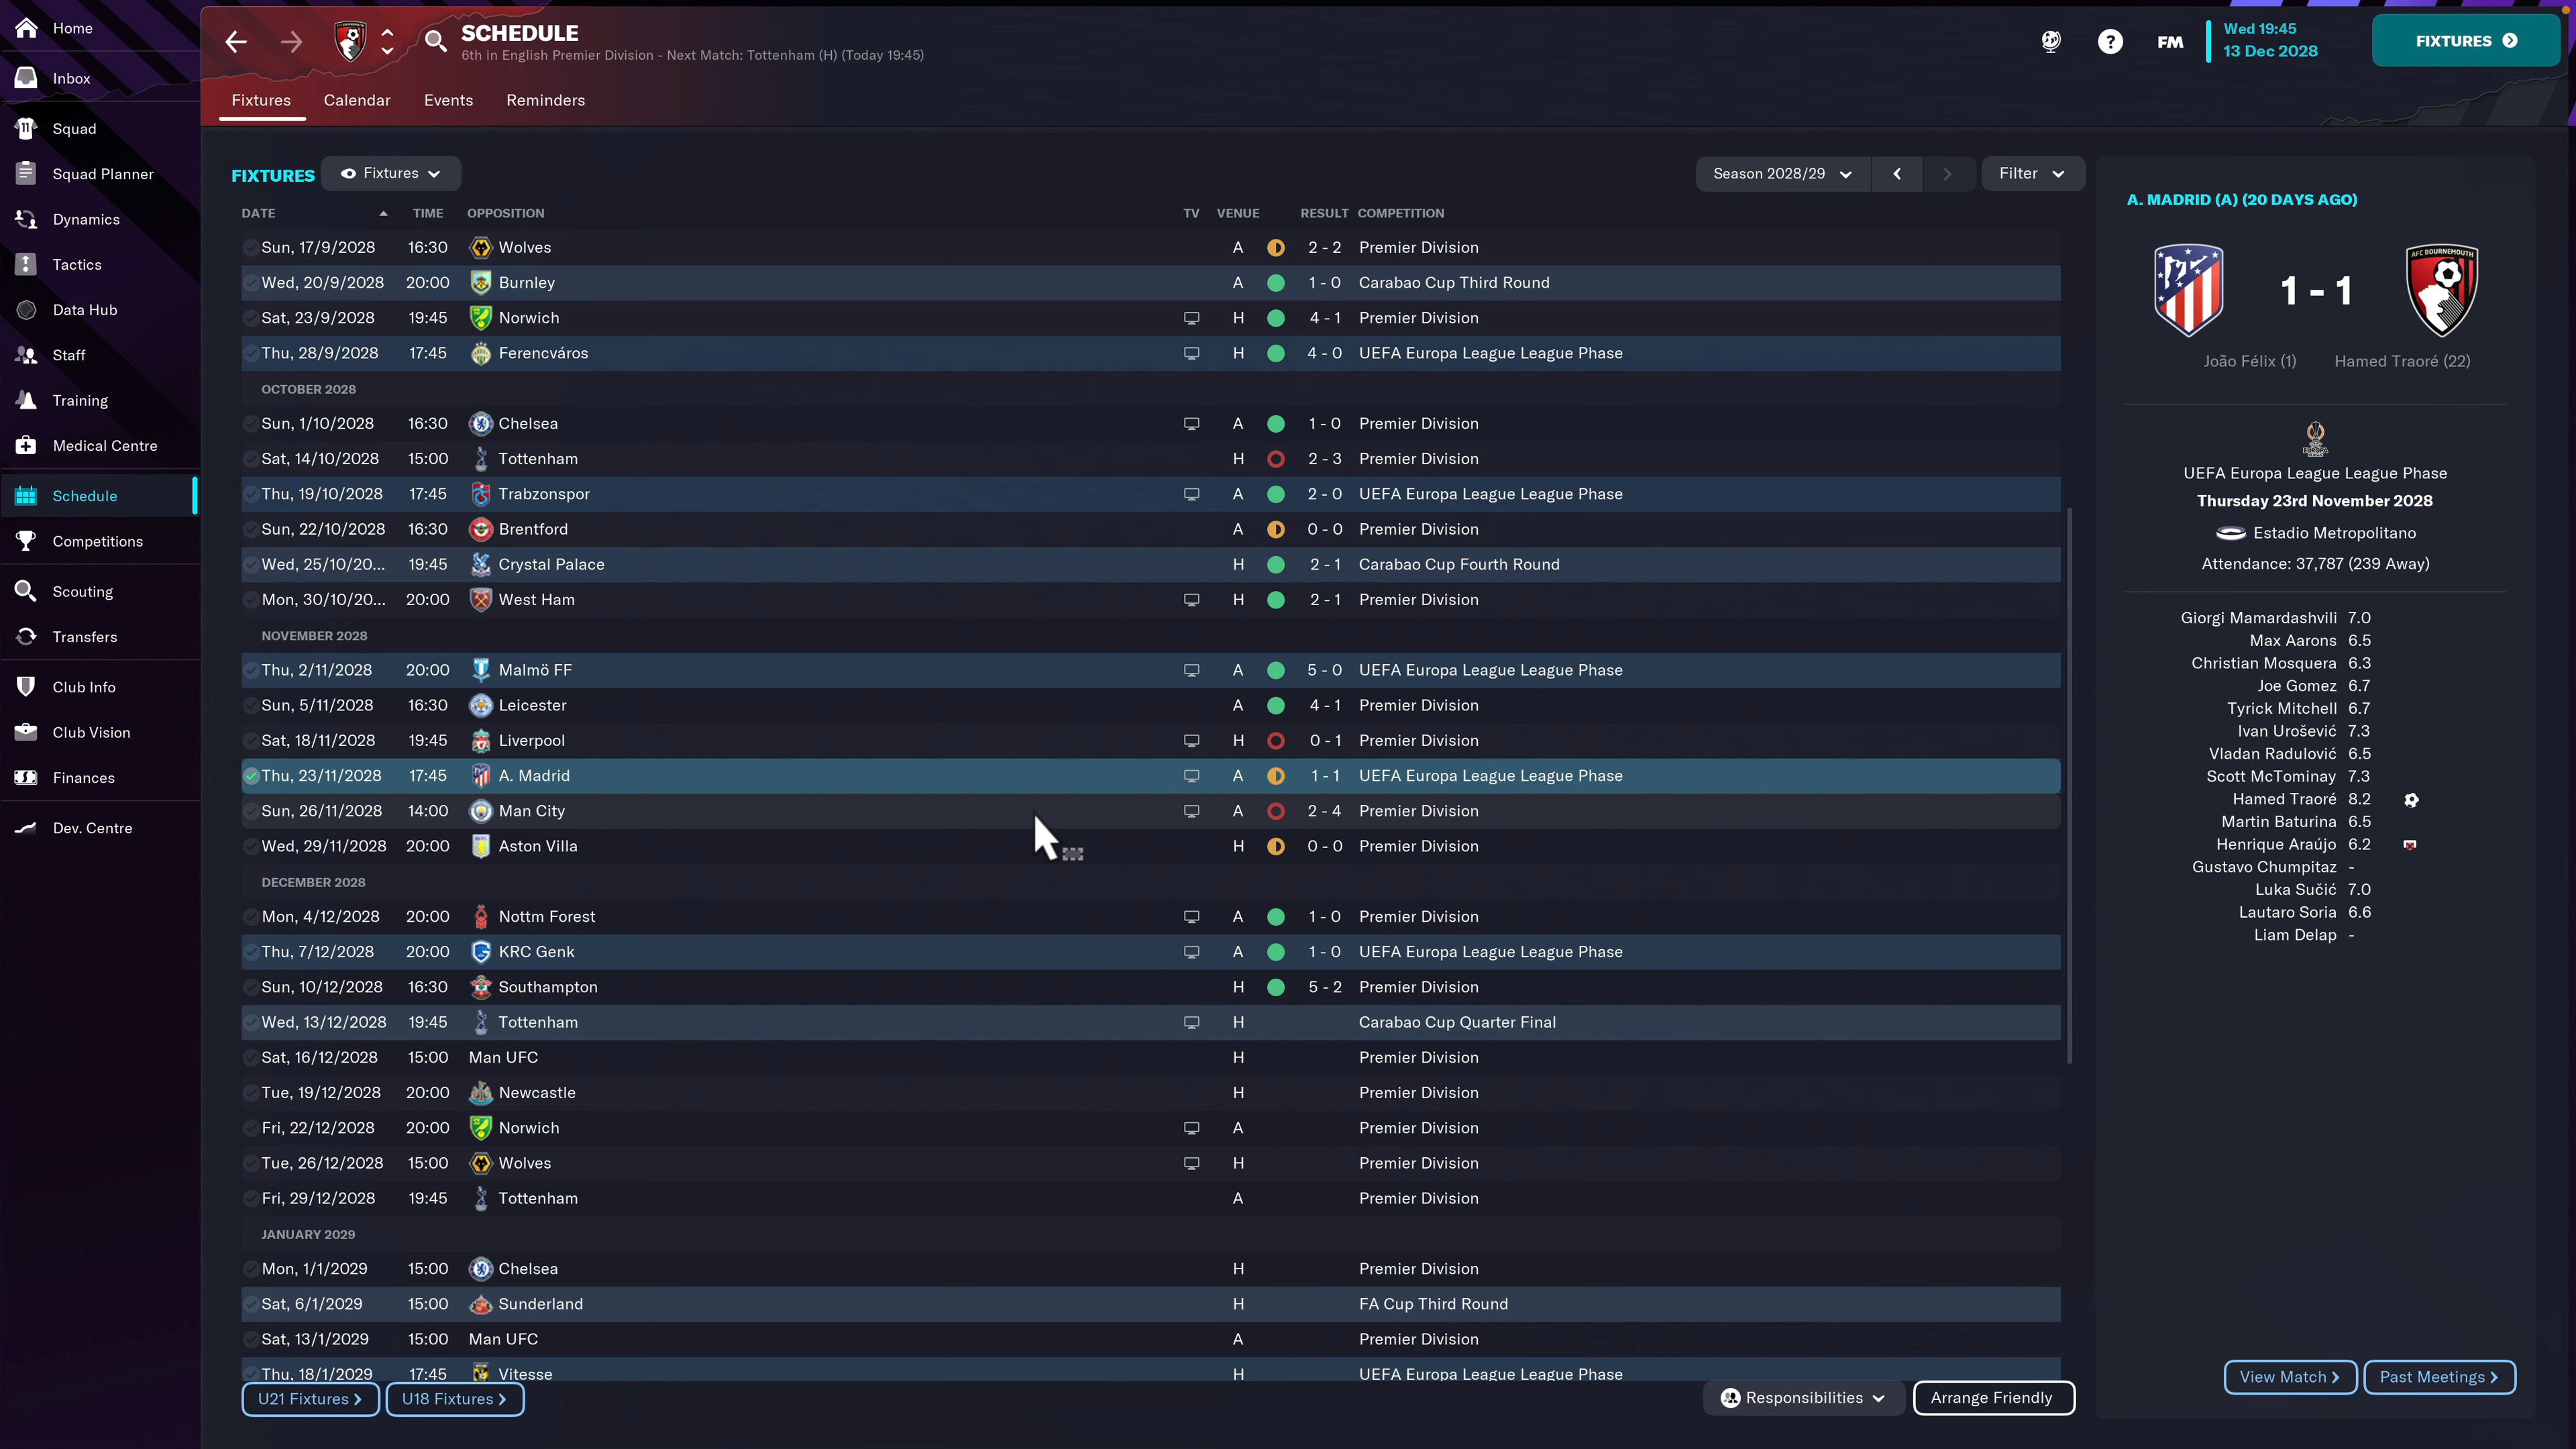 Home
Inbox
Squad
Squad Planner
Dynamics
Tactics
Data Hub
Staff
Training
Medical Centre
Schedule
Competitions
Scouting
Transfers
Club Info
Club Vision
Finances
Dev. Centre
SCHEDULE
6th in English Premier Division - Next Match: Tottenham (H) (Today 19:45)
FM
Wed 19:45
13 Dec 2028
FIXTURES
Fixtures Calendar Events Reminders
FIXTURES Fixtures Season 2028/29 Filter
DATE TIME OPPOSITION TV VENUE RESULT COMPETITION
Sun, 17/9/2028 16:30 Wolves A 2 - 2 Premier Division
Wed, 20/9/2028 20:00 Burnley A 1 - 0 Carabao Cup Third Round
Sat, 23/9/2028 19:45 Norwich H 4 - 1 Premier Division
Thu, 28/9/2028 17:45 Ferencváros H 4 - 0 UEFA Europa League League Phase
OCTOBER 2028
Sun, 1/10/2028 16:30 Chelsea A 1 - 0 Premier Division
Sat, 14/10/2028 15:00 Tottenham H 2 - 3 Premier Division
Thu, 19/10/2028 17:45 Trabzonspor A 2 - 0 UEFA Europa League League Phase
Sun, 22/10/2028 16:30 Brentford A 0 - 0 Premier Division
Wed, 25/10/20... 19:45 Crystal Palace H 2 - 1 Carabao Cup Fourth Round
Mon, 30/10/20... 20:00 West Ham H 2 - 1 Premier Division
NOVEMBER 2028
Thu, 2/11/2028 20:00 Malmö FF A 5 - 0 UEFA Europa League League Phase
Sun, 5/11/2028 16:30 Leicester A 4 - 1 Premier Division
Sat, 18/11/2028 19:45 Liverpool H 0 - 1 Premier Division
Thu, 23/11/2028 17:45 A. Madrid A 1 - 1 UEFA Europa League League Phase
Sun, 26/11/2028 14:00 Man City A 2 - 4 Premier Division
Wed, 29/11/2028 20:00 Aston Villa H 0 - 0 Premier Division
DECEMBER 2028
Mon, 4/12/2028 20:00 Nottm Forest A 1 - 0 Premier Division
Thu, 7/12/2028 20:00 KRC Genk A 1 - 0 UEFA Europa League League Phase
Sun, 10/12/2028 16:30 Southampton H 5 - 2 Premier Division
Wed, 13/12/2028 19:45 Tottenham H Carabao Cup Quarter Final
Sat, 16/12/2028 15:00 Man UFC H Premier Division
Tue, 19/12/2028 20:00 Newcastle H Premier Division
Fri, 22/12/2028 20:00 Norwich A Premier Division
Tue, 26/12/2028 15:00 Wolves H Premier Division
Fri, 29/12/2028 19:45 Tottenham A Premier Division
JANUARY 2029
Mon, 1/1/2029 15:00 Chelsea H Premier Division
Sat, 6/1/2029 15:00 Sunderland H FA Cup Third Round
Sat, 13/1/2029 15:00 Man UFC A Premier Division
Thu, 18/1/2029 17:45 Vitesse H UEFA Europa League League Phase
U21 Fixtures U18 Fixtures Responsibilities Arrange Friendly
A. MADRID (A) (20 DAYS AGO)
AFC BOURNEMOUTH
1 - 1
João Félix (1) Hamed Traoré (22)
UEFA Europa League League Phase
Thursday 23rd November 2028
Estadio Metropolitano
Attendance: 37,787 (239 Away)
Giorgi Mamardashvili 7.0
Max Aarons 6.5
Christian Mosquera 6.3
Joe Gomez 6.7
Tyrick Mitchell 6.7
Ivan Urošević 7.3
Vladan Radulović 6.5
Scott McTominay 7.3
Hamed Traoré 8.2
Martin Baturina 6.5
Henrique Araújo 6.2
Gustavo Chumpitaz -
Luka Sučić 7.0
Lautaro Soria 6.6
Liam Delap -
View Match Past Meetings